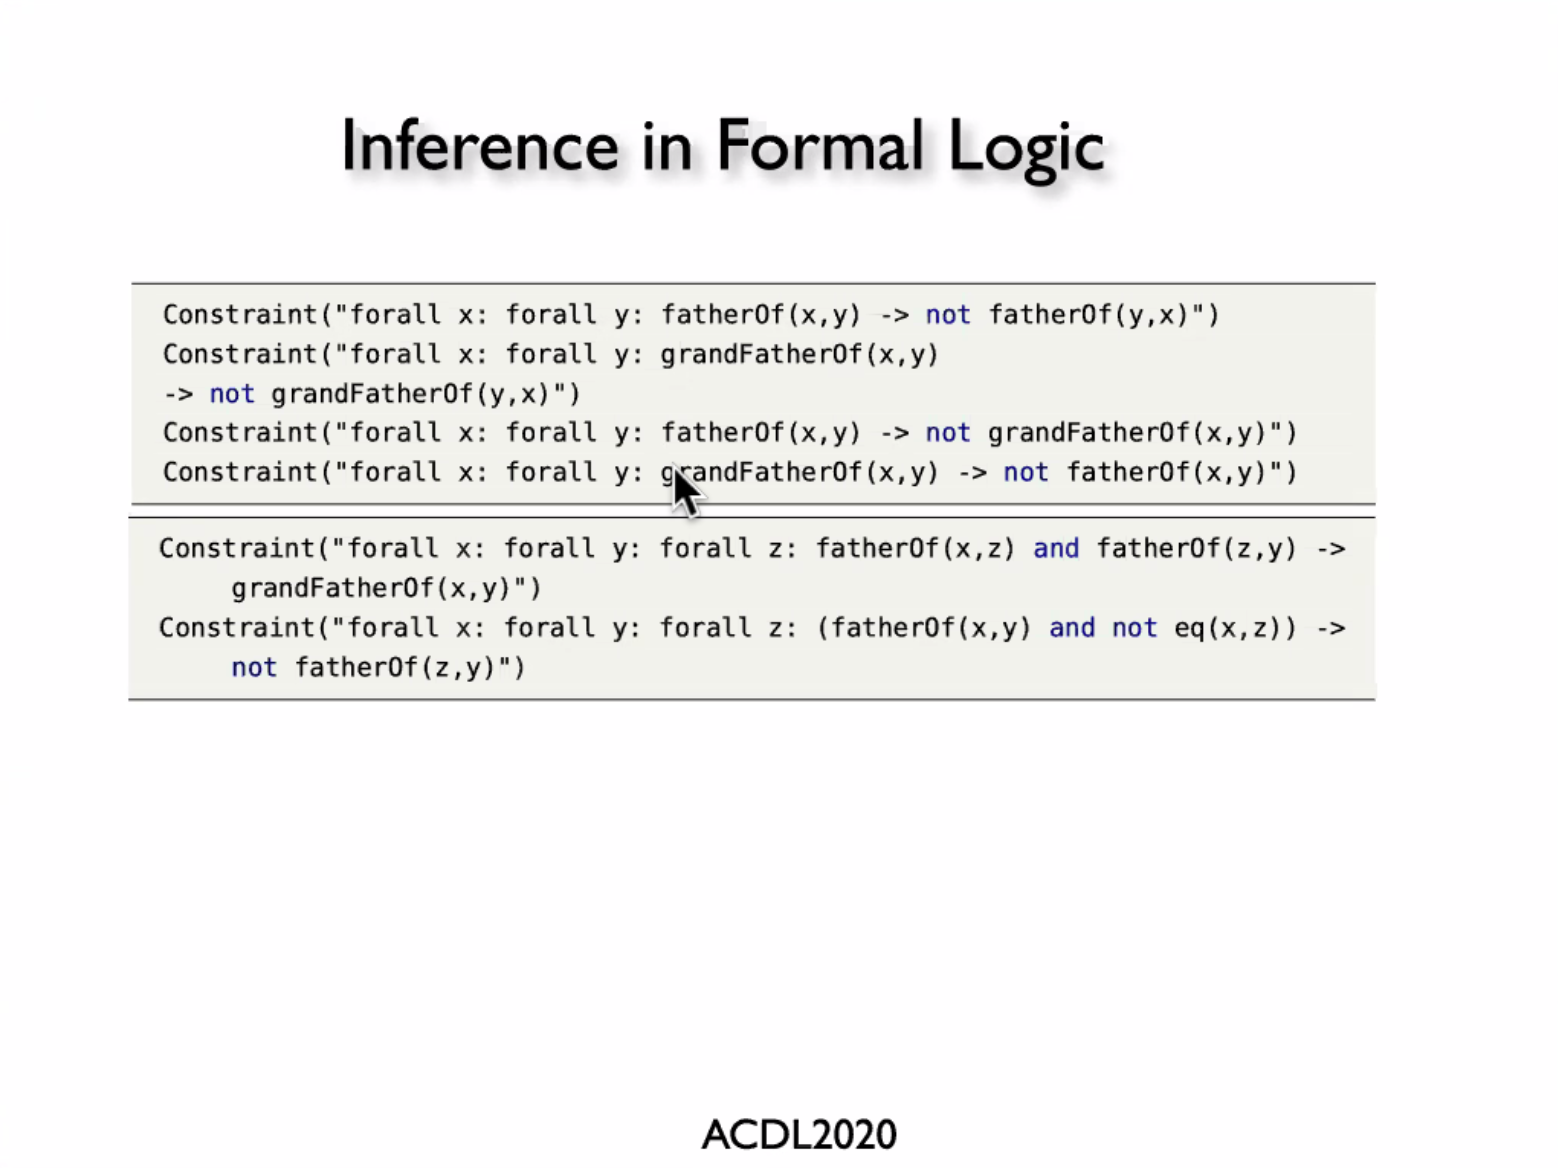 Inference in Formal Logic
Constraint("forall x: forall y: fatherOf(x,y) -> not fatherOf(y,x)")
Constraint("forall x: forall y: grandFatherOf(x,y)
-> not grandFatherOf(y,x)")
Constraint("forall x: forall y: fatherOf(x,y) -> not grandFatherOf(x,y)")
Constraint("forall x: forall y: grandFatherOf(x,y) -> not fatherOf(x,y)")
Constraint("forall x: forall y: forall z: fatherOf(x,z) and fatherOf(z,y) ->
grandFatherOf(x,y)")
Constraint("forall x: forall y: forall z: (fatherOf(x,y) and not eq(x,z)) ->
not fatherOf(z,y)")
ACDL2020